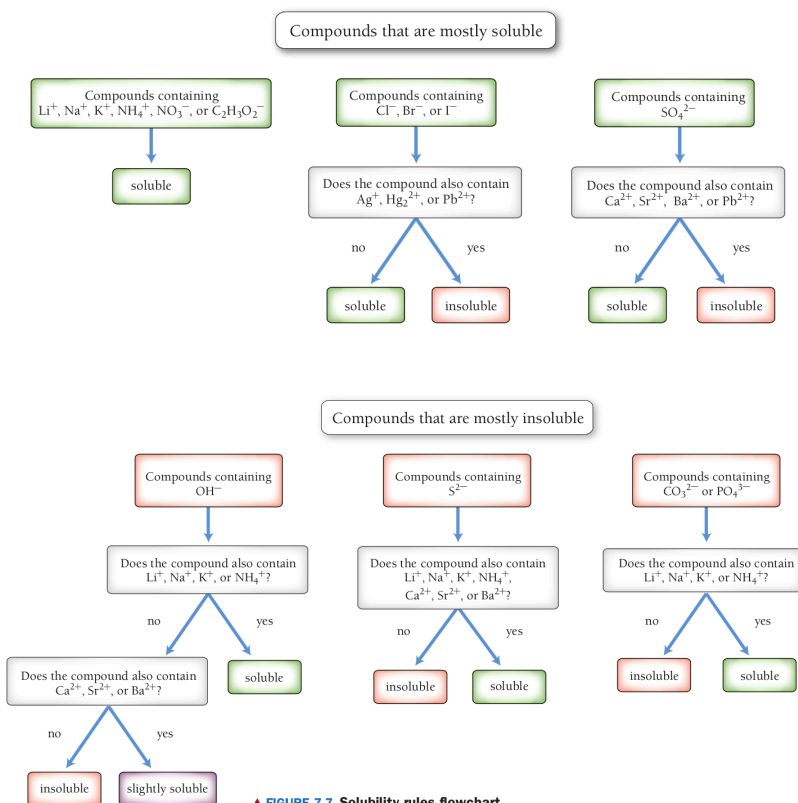 Compounds that are mostly soluble
Compounds containing
Li⁺, Na⁺, K⁺, NH₄⁺, NO₃⁻, or C₂H₃O₂⁻
soluble
Compounds containing
Cl⁻, Br⁻, or I⁻
Does the compound also contain
Ag⁺, Hg₂²⁺, or Pb²⁺?
no
yes
soluble
insoluble
Compounds containing
SO₄²⁻
Does the compound also contain
Ca²⁺, Sr²⁺, Ba²⁺, or Pb²⁺?
no
yes
soluble
insoluble
Compounds that are mostly insoluble
Compounds containing
OH⁻
Does the compound also contain
Li⁺, Na⁺, K⁺, or NH₄⁺?
no
yes
Does the compound also contain
Ca²⁺, Sr²⁺, or Ba²⁺?
soluble
no
yes
insoluble
slightly soluble
Compounds containing
S²⁻
Does the compound also contain
Li⁺, Na⁺, K⁺, NH₄⁺,
Ca²⁺, Sr²⁺, or Ba²⁺?
no
yes
insoluble
soluble
Compounds containing
CO₃²⁻ or PO₄³⁻
Does the compound also contain
Li⁺, Na⁺, K⁺, or NH₄⁺?
no
yes
insoluble
soluble
▲ FIGURE 7.7 Solubility rules flowchart